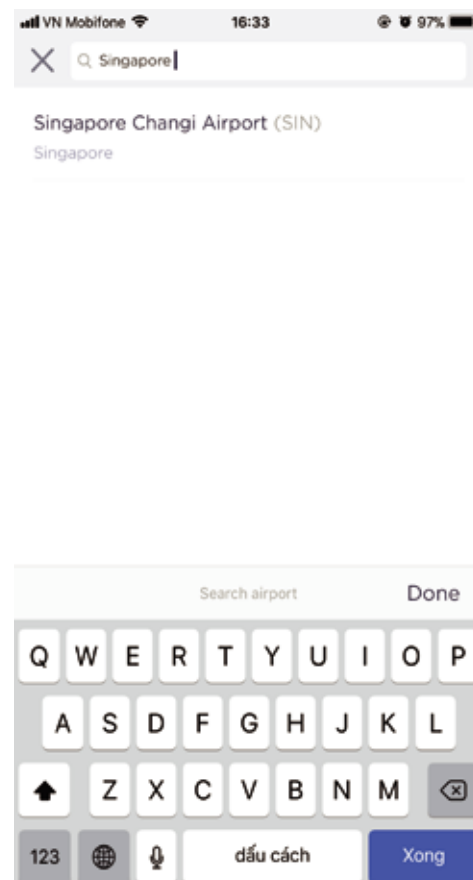 VN Mobifone 16:33 97%
Singapore
Singapore Changi Airport (SIN)
Singapore
Search airport Done
Q W E R T Y U I O P
A S D F G H J K L
Z X C V B N M
123 dấu cách Xong